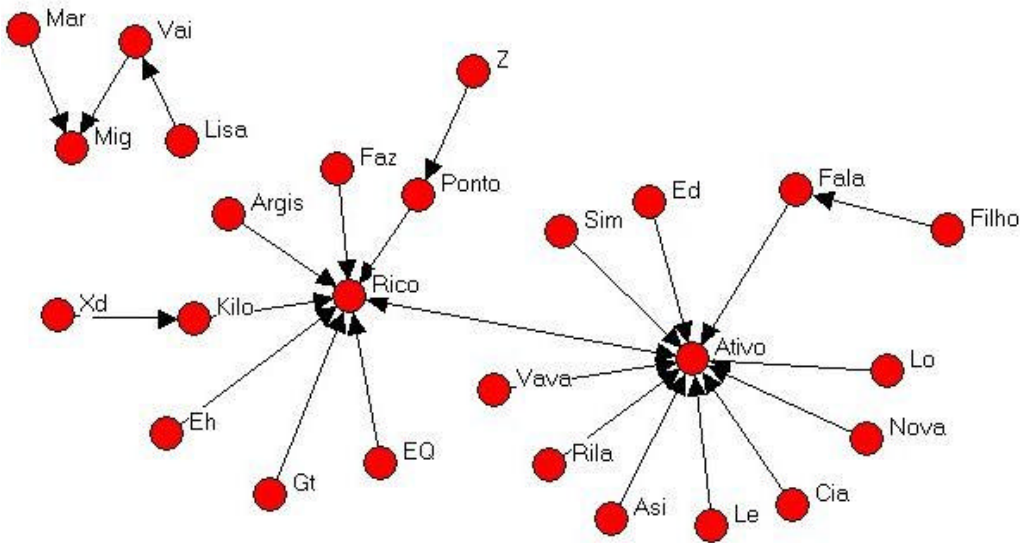 Mar
Vai
Z
Mig
Lisa
Faz
Ponto
Fala
Ed
Argis
Sim
Filho
Rico
Xd
Kilo
Ativo
Lo
Vava
Eh
Nova
EQ
Rila
Gt
Asi
Le
Cia